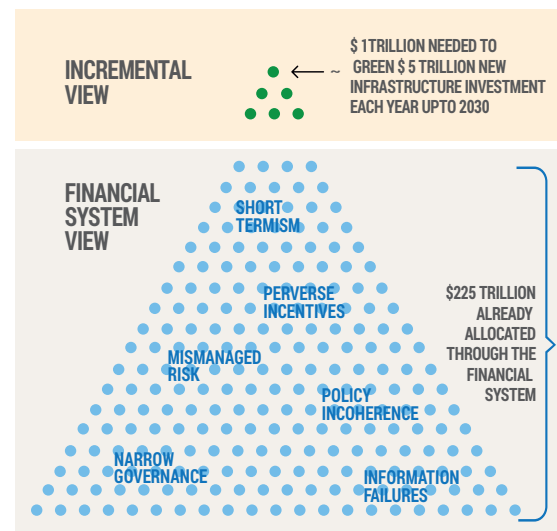 INCREMENTAL
VIEW
~
$ 1TRILLION NEEDED TO
GREEN $ 5 TRILLION NEW
INFRASTRUCTURE INVESTMENT
EACH YEAR UPTO 2030
FINANCIAL
SYSTEM
VIEW
SHORT
TERMISM
PERVERSE
INCENTIVES
$225 TRILLION
ALREADY
ALLOCATED
THROUGH THE
FINANCIAL
SYSTEM
MISMANAGED
RISK
POLICY
INCOHERENCE
NARROW
GOVERNANCE
INFORMATION
FAILURES